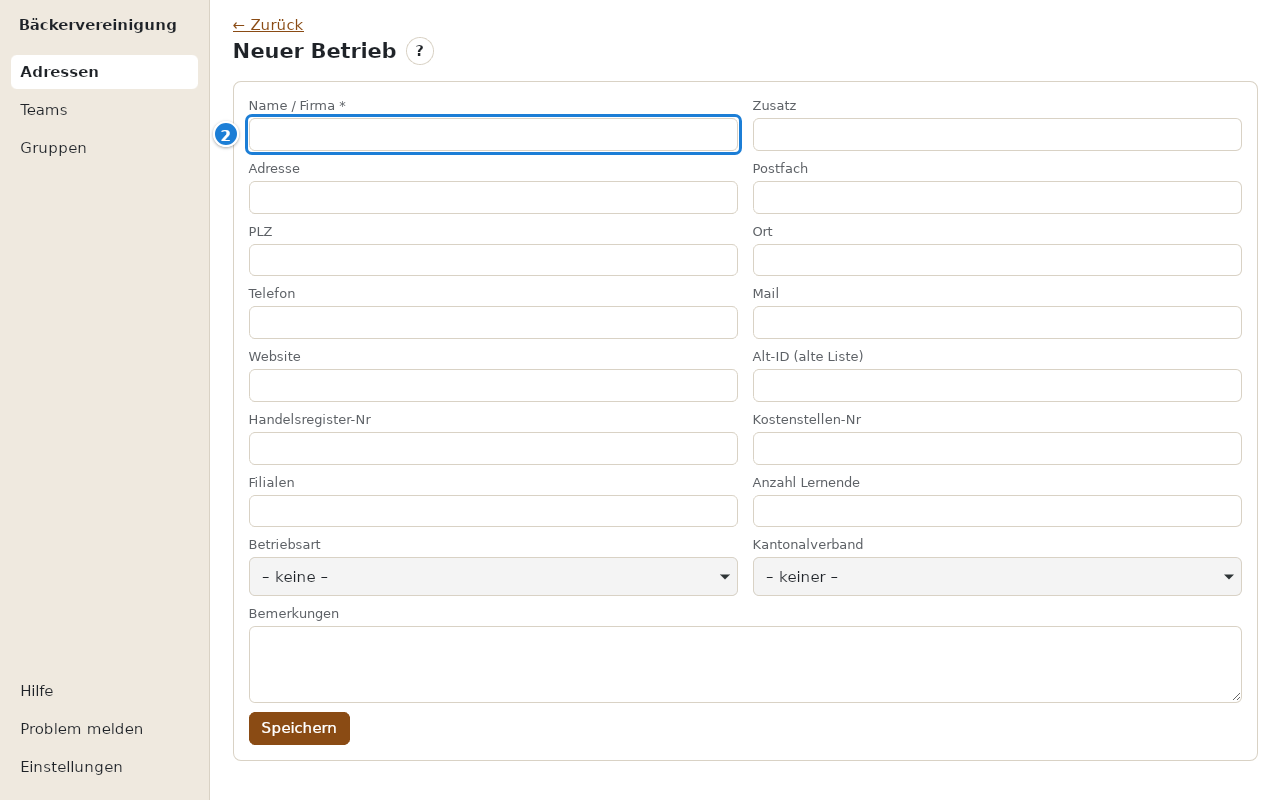 Bäckervereinigung
Adressen
Teams
Gruppen
Hilfe
Problem melden
Einstellungen
← Zurück
Neuer Betrieb ?
Name / Firma * Zusatz
2
Adresse Postfach
PLZ Ort
Telefon Mail
Website Alt-ID (alte Liste)
Handelsregister-Nr Kostenstellen-Nr
Filialen Anzahl Lernende
Betriebsart Kantonalverband
– keine – – keiner –
Bemerkungen
Speichern